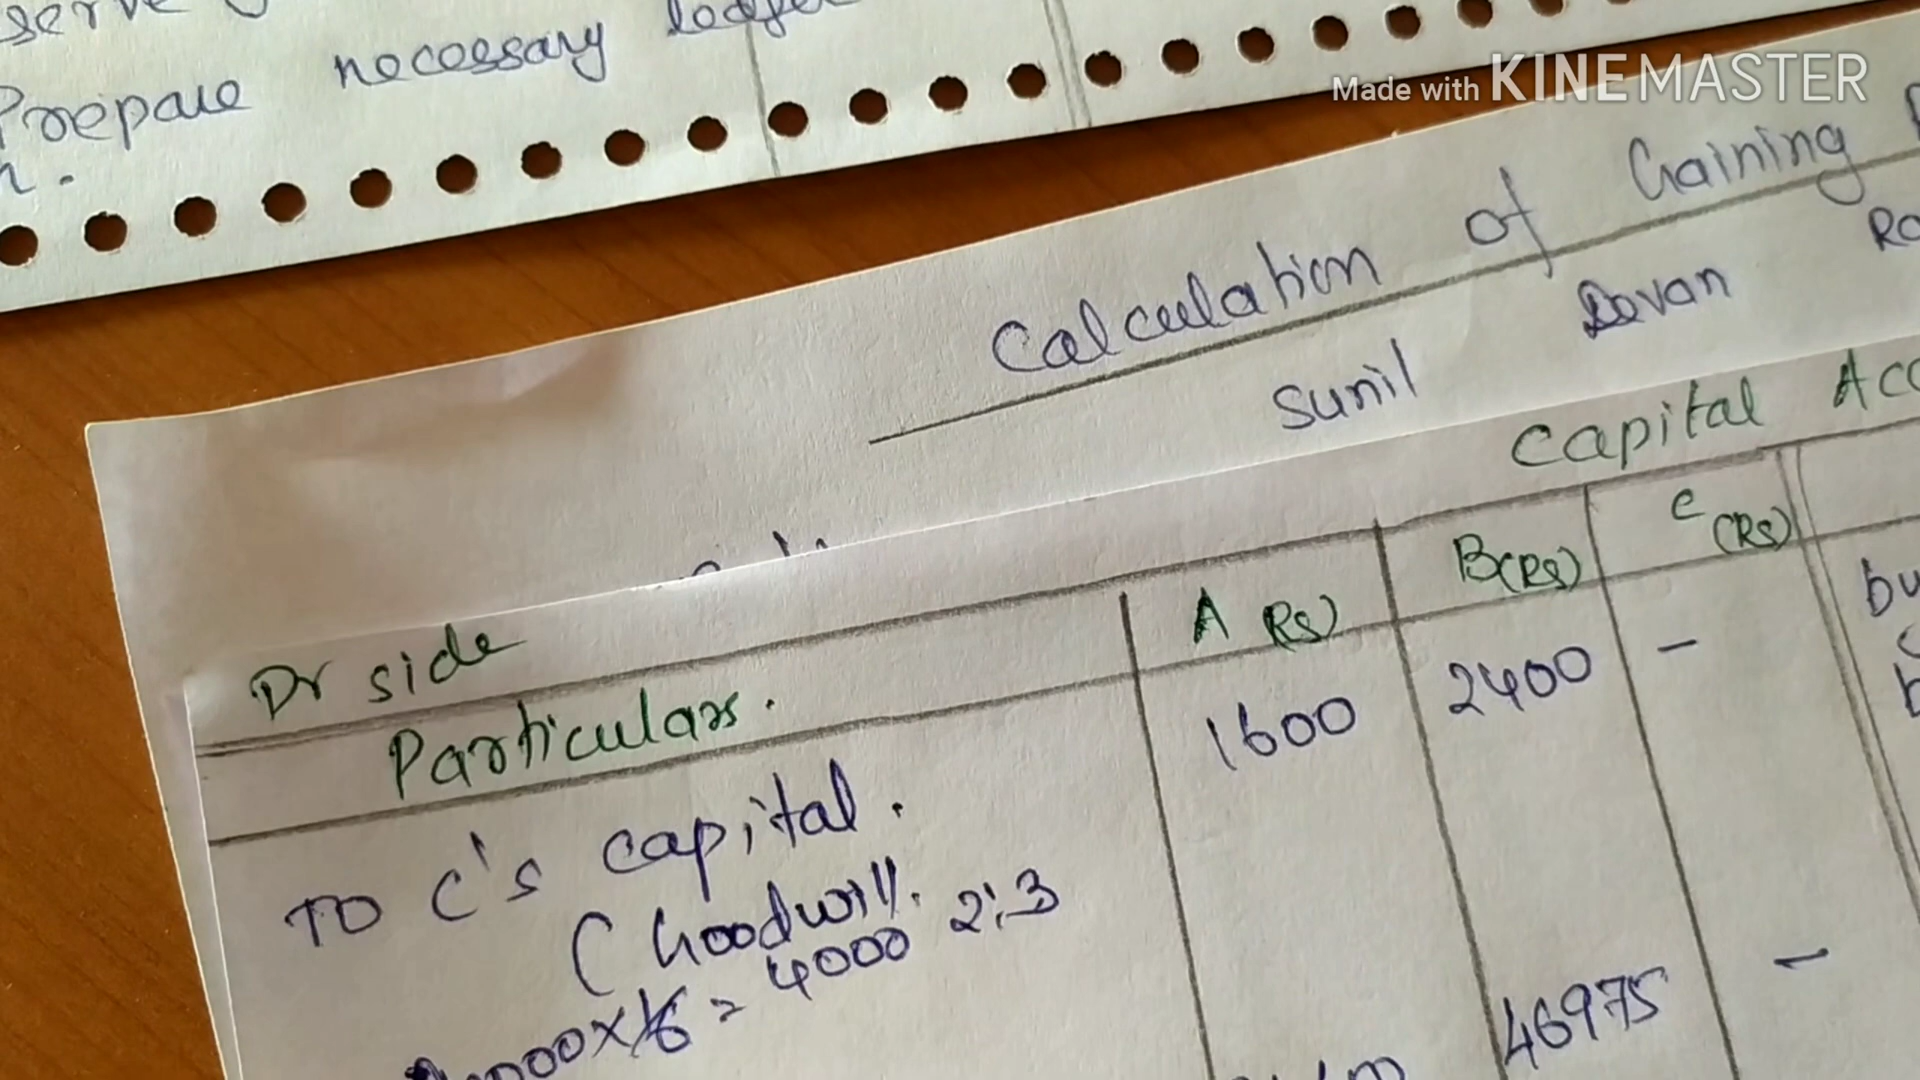 Prepare necessary
Made with KINEMASTER
Calculation of Gaining
Sunil Devan
Capital
Dr side
Particulars.
A (Rs)
B (Rs)
C (Rs)
To C's capital.
1600
2400
-
(Goodwill.
4000 2:3
46975
-